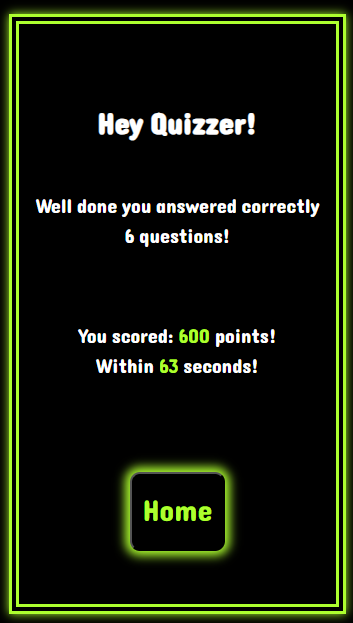 Hey Quizzer!
Well done you answered correctly
6 questions!
You scored: 600 points!
Within 63 seconds!
Home